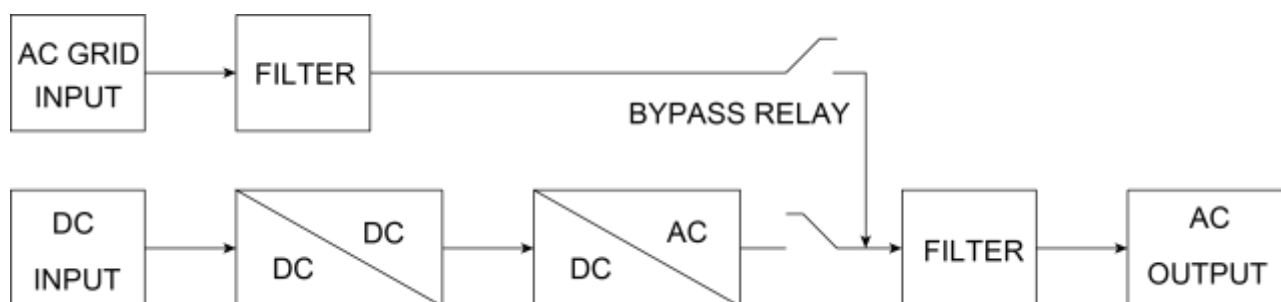 AC GRID
INPUT
FILTER
BYPASS RELAY
DC
INPUT
DC
DC
AC
DC
FILTER
AC
OUTPUT